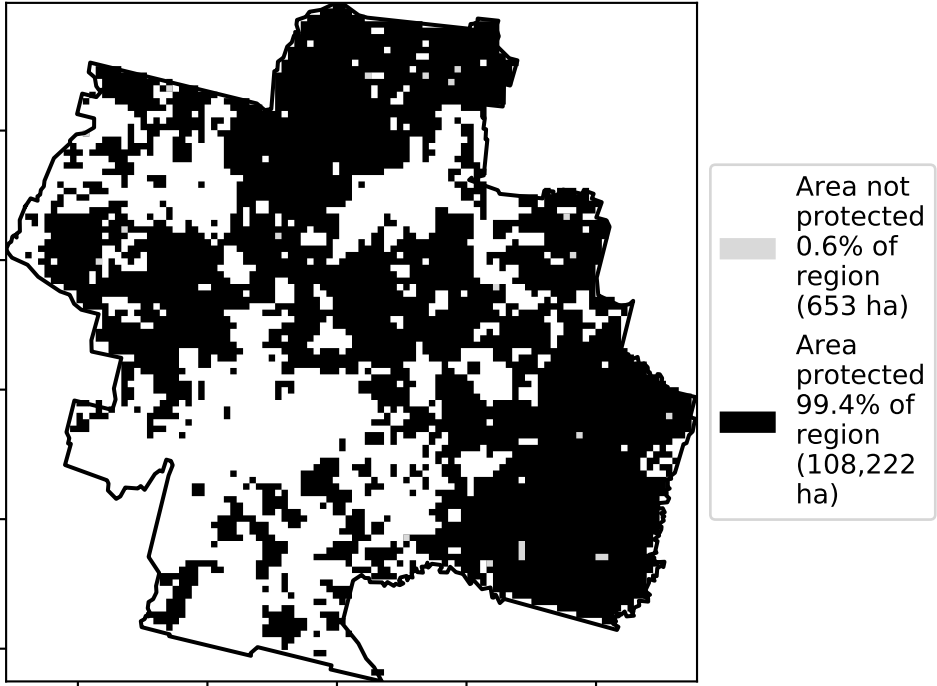 Area not
protected
0.6% of
region
(653 ha)
Area
protected
99.4% of
region
(108,222
ha)